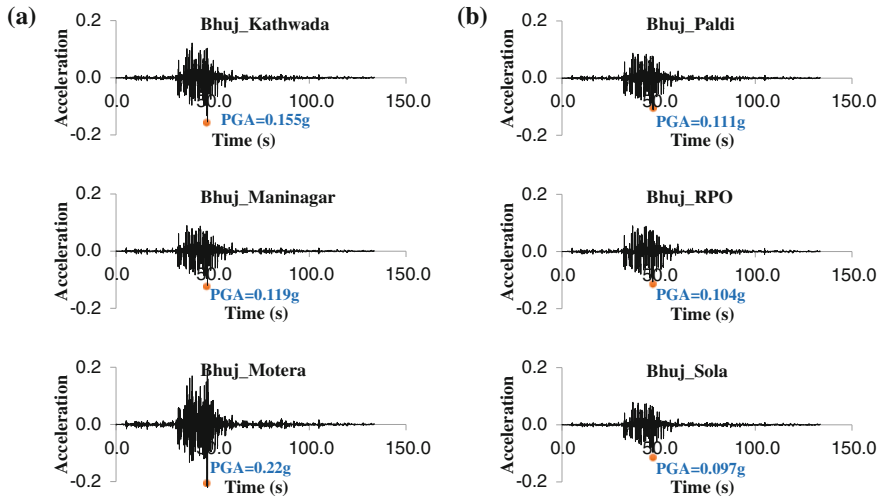 (a)
Bhuj_Kathwada
Acceleration
0.2
0.0
-0.2
0.0
50.0
100.0
150.0
PGA=0.155g
Time (s)
Bhuj_Maninagar
Acceleration
0.2
0.0
-0.2
0.0
50.0
100.0
150.0
PGA=0.119g
Time (s)
Bhuj_Motera
Acceleration
0.2
0.0
-0.2
0.0
50.0
100.0
150.0
PGA=0.22g
Time (s)
(b)
Bhuj_Paldi
Acceleration
0.2
0.0
-0.2
0.0
50.0
100.0
150.0
PGA=0.111g
Time (s)
Bhuj_RPO
Acceleration
0.2
0.0
-0.2
0.0
50.0
100.0
150.0
PGA=0.104g
Time (s)
Bhuj_Sola
Acceleration
0.2
0.0
-0.2
0.0
50.0
100.0
150.0
PGA=0.097g
Time (s)